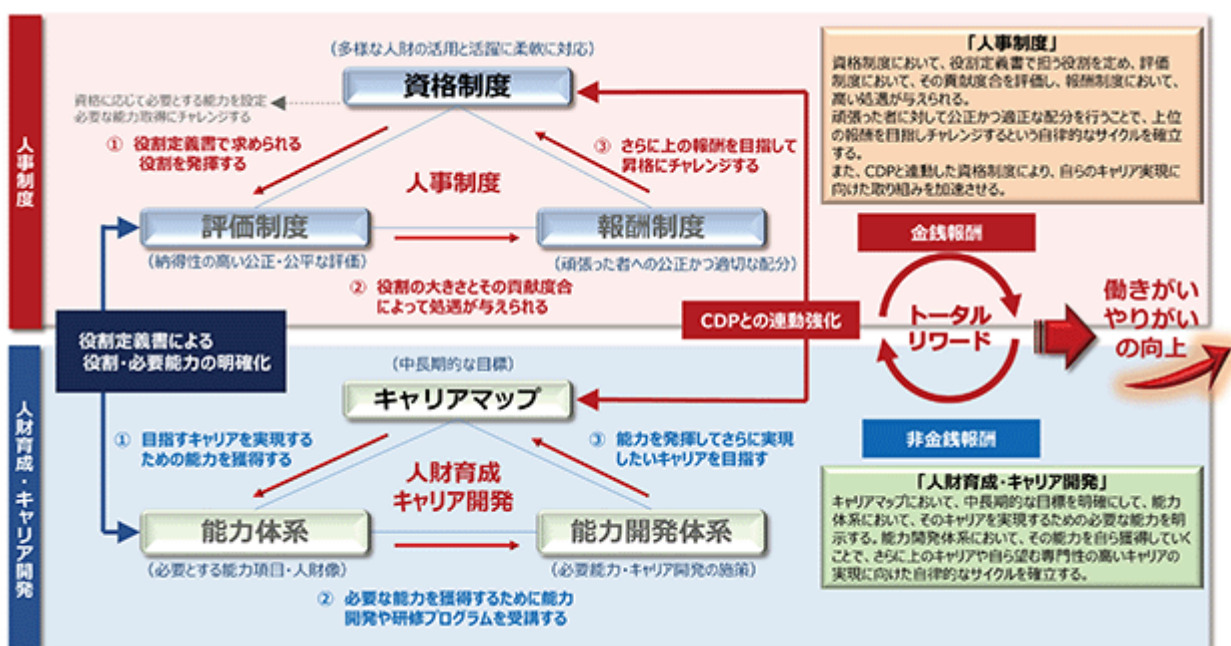 人事制度
(多様な人財の活用と活躍に柔軟に対応)
資格制度
資格に応じて必要とする能力を設定
必要な能力取得にチャレンジする
① 役割定義書で求められる
役割を発揮する
③ さらに上の報酬を目指して
昇格にチャレンジする
人事制度
評価制度
報酬制度
(納得性の高い公正・公平な評価)
(頑張った者への公正かつ適切な配分)
② 役割の大きさとその貢献度合
によって処遇が与えられる
役割定義書による
役割・必要能力の明確化
CDPとの連動強化
人財育成・キャリア開発
(中長期的な目標)
キャリアマップ
① 目指すキャリアを実現する
ための能力を獲得する
③ 能力を発揮してさらに実現
したいキャリアを目指す
人財育成
キャリア開発
能力体系
能力開発体系
(必要とする能力項目・人財像)
(必要能力・キャリア開発の施策)
② 必要な能力を獲得するために能力
開発や研修プログラムを受講する
「人事制度」
資格制度において、役割定義書で担う役割を定め、評価
制度において、その貢献度合を評価し、報酬制度において、
高い処遇が与えられる。
頑張った者に対して公正かつ適正な配分を行うことで、上位
の報酬を目指しチャレンジするという自律的なサイクルを確立
する。
また、CDPと連動した資格制度により、自らのキャリア実現に
向けた取り組みを加速させる。
金銭報酬
トータル
リワード
働きがい
やりがい
の向上
非金銭報酬
「人財育成・キャリア開発」
キャリアマップにおいて、中長期的な目標を明確にして、能力
体系において、そのキャリアを実現するための必要な能力を明
示する。能力開発体系において、その能力を自ら獲得していく
ことで、さらに上のキャリアや自ら望む専門性の高いキャリアの
実現に向けた自律的なサイクルを確立する。